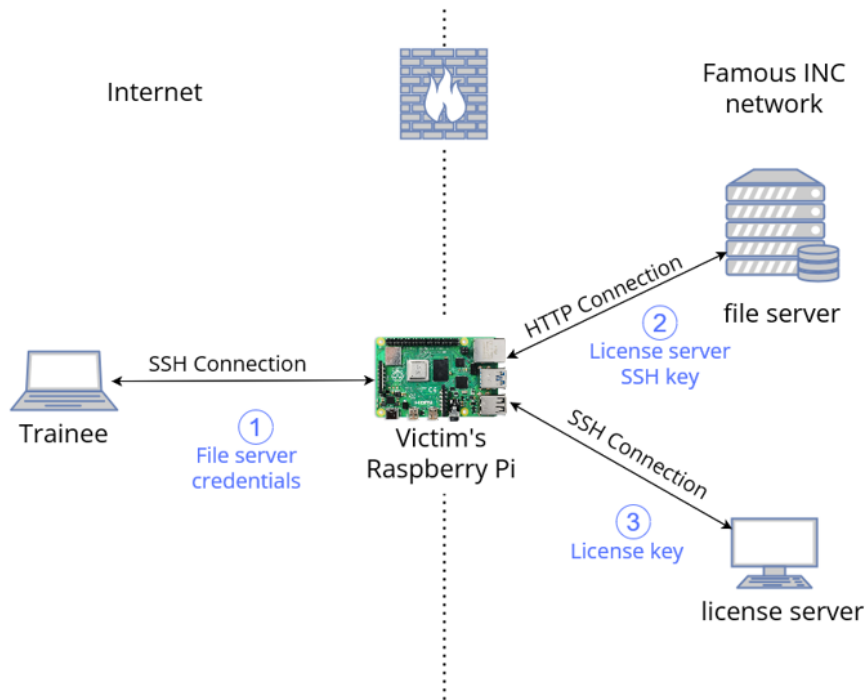 Internet
Famous INC
network
file server
HTTP Connection
2
License server
SSH key
SSH Connection
1
File server
credentials
Trainee
Victim's
Raspberry Pi
SSH Connection
3
License key
license server